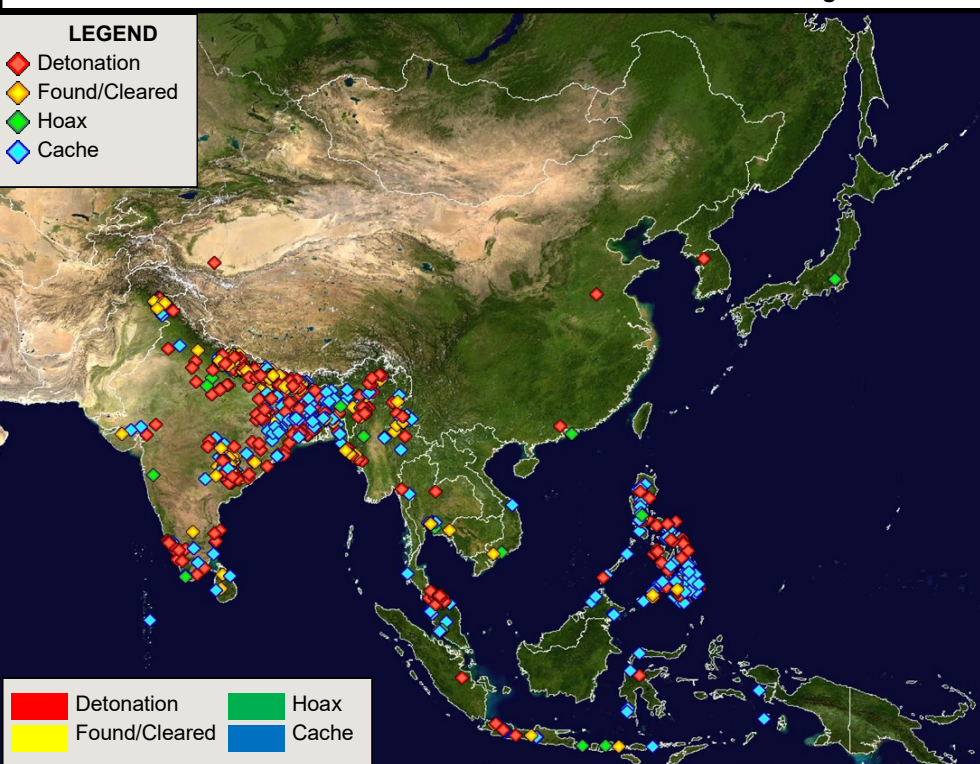 LEGEND
Detonation
Found/Cleared
Hoax
Cache
Detonation Hoax
Found/Cleared Cache